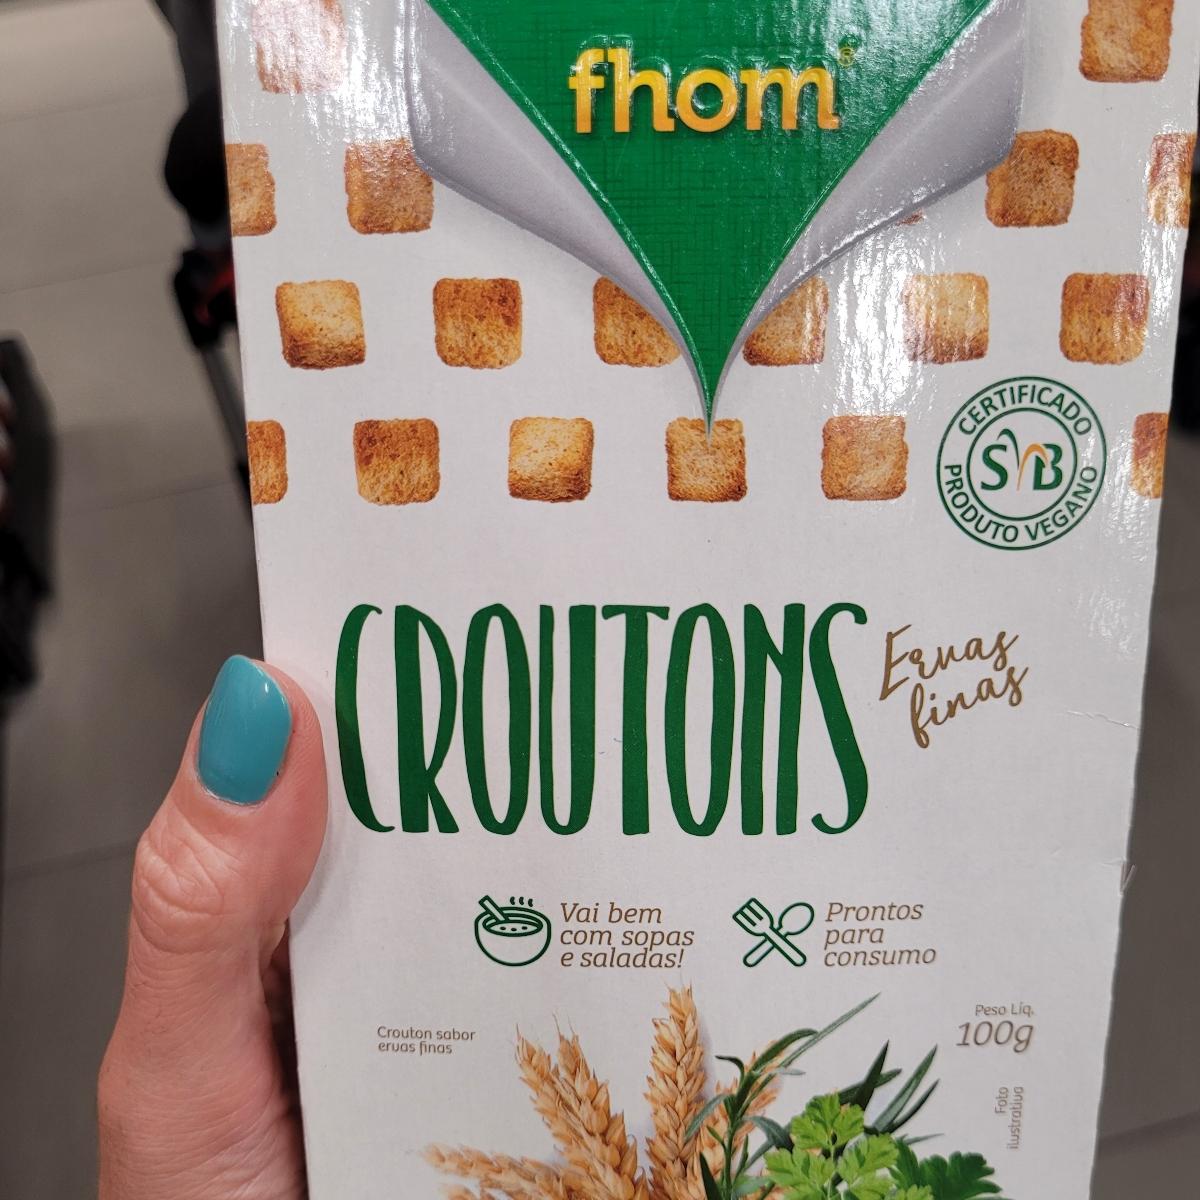 fhom®
CERTIFICADO
SVB
PRODUTO VEGANO
CROUTONS
Ervas
finas
Vai bem
com sopas
e saladas!
Prontos
para
consumo
Crouton sabor
ervas finas
Peso Líq.
100g
Foto
ilustrativa